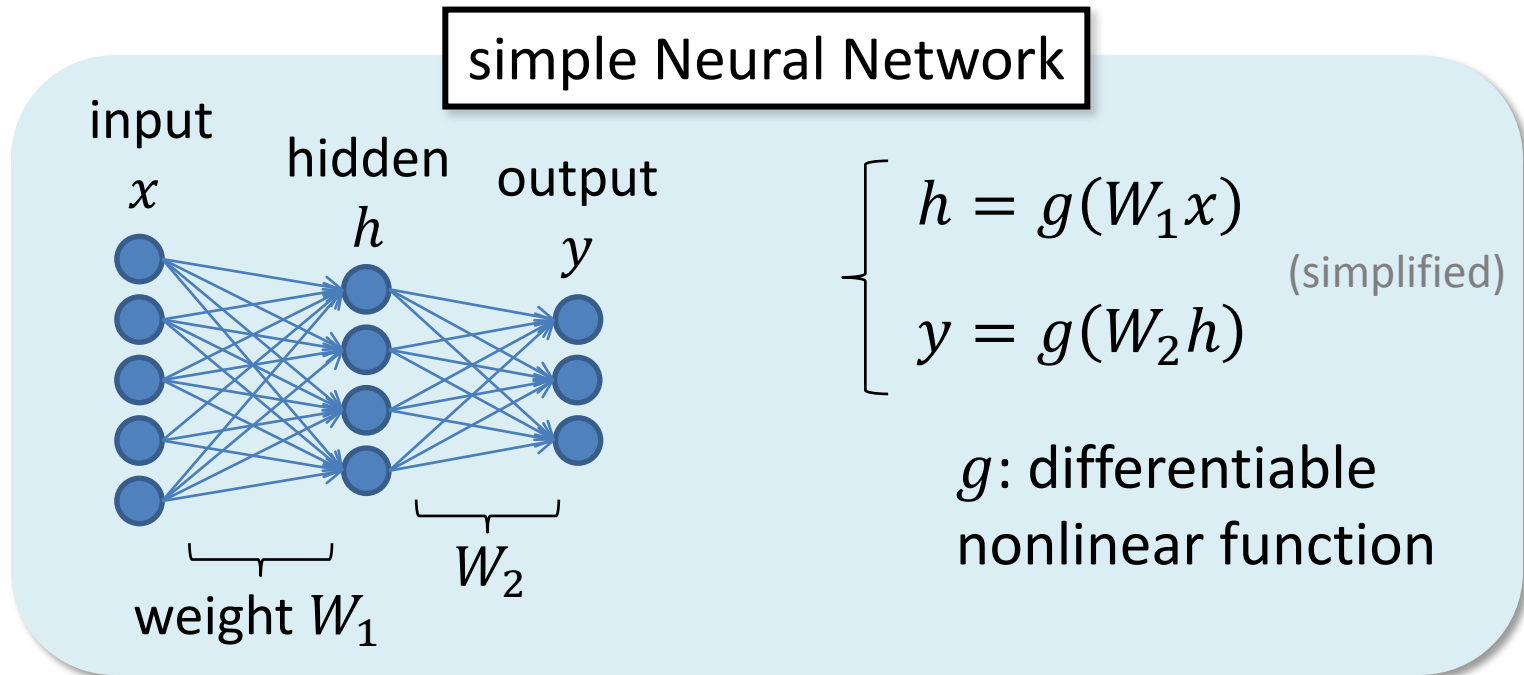 simple Neural Network
input
x
hidden
h
output
y
weight W₁
W₂
h = g(W₁x)
(simplified)
y = g(W₂h)
g: differentiable
nonlinear function